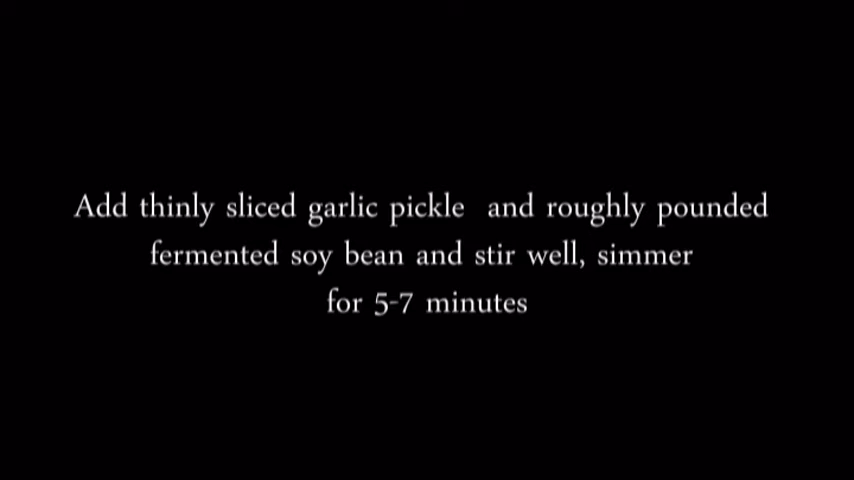 Add thinly sliced garlic pickle and roughly pounded
fermented soy bean and stir well, simmer
for 5-7 minutes